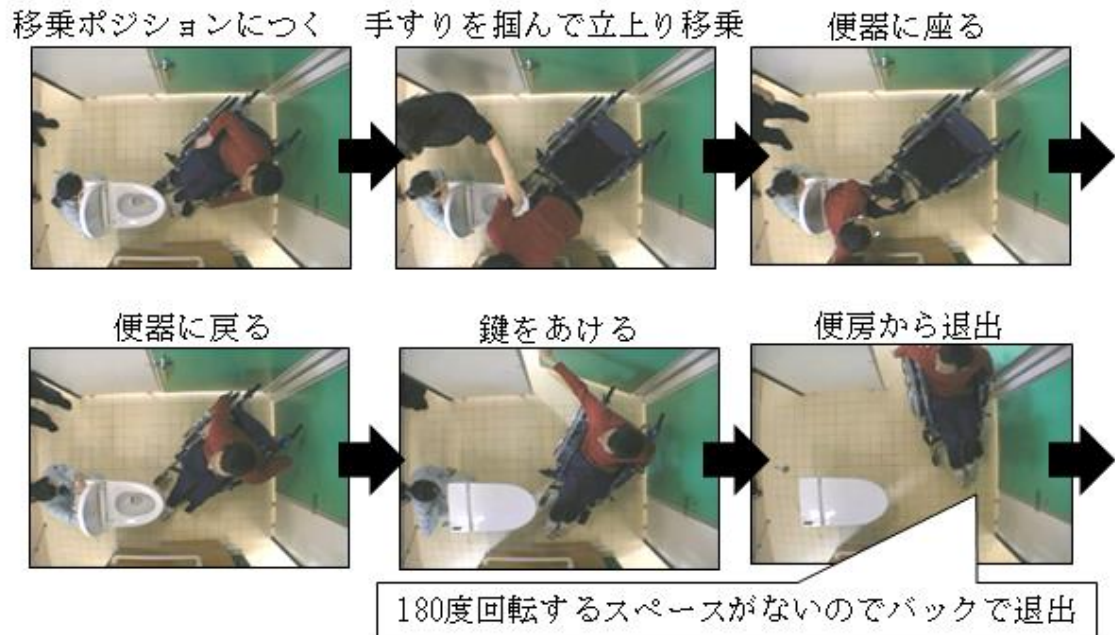 移乗ポジションにつく
手すりを掴んで立上り移乗
便器に座る
便器に戻る
鍵をあける
便房から退出
180度回転するスペースがないのでバックで退出